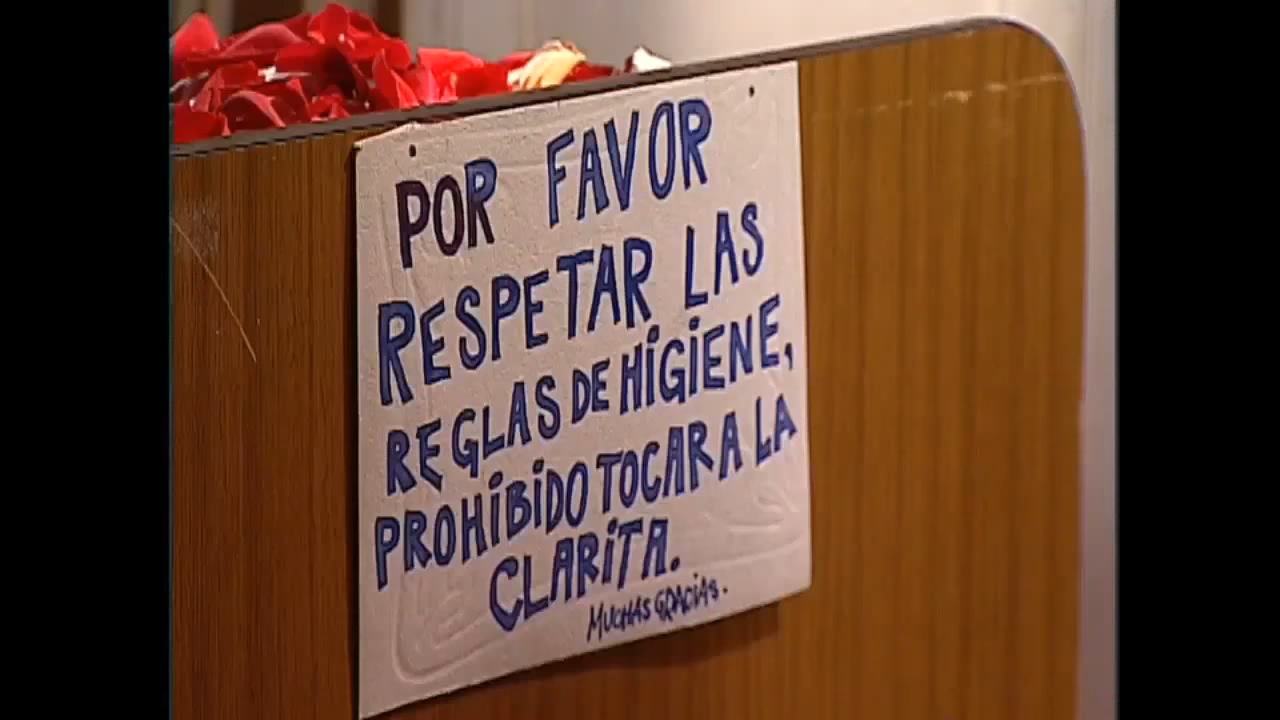 POR FAVOR
RESPETAR LAS
REGLAS DE HiGiENE,
PROHiBiDO TOCAR A LA
CLARiTA.
MUCHAS GRACiAS.